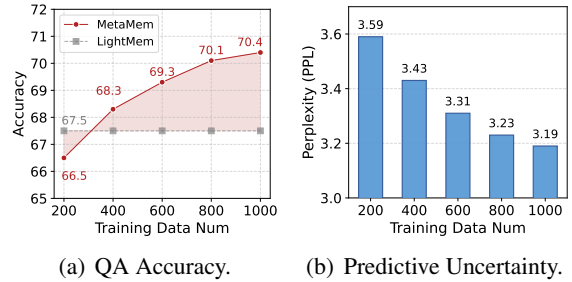 72
71
70
69
68
67
66
65
Accuracy
MetaMem
LightMem
67.5
66.5
68.3
69.3
70.1
70.4
200 400 600 800 1000
Training Data Num
(a) QA Accuracy.
3.6
3.4
3.2
3.0
Perplexity (PPL)
3.59
3.43
3.31
3.23
3.19
200 400 600 800 1000
Training Data Num
(b) Predictive Uncertainty.